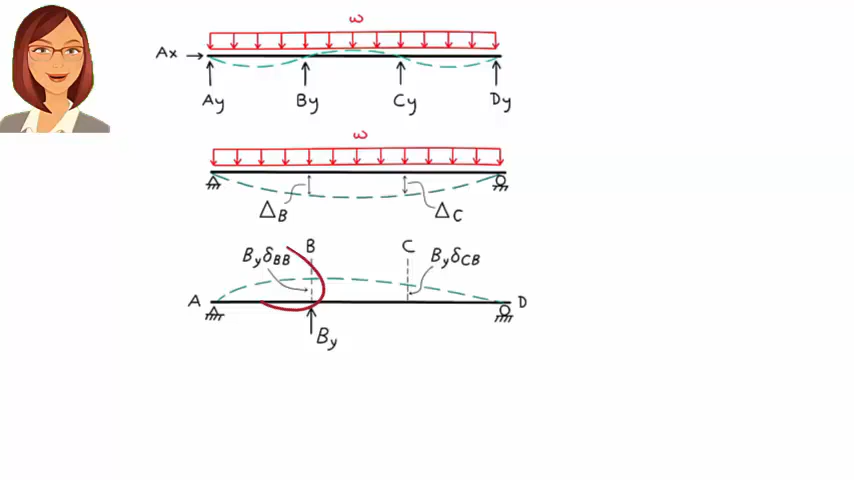 ω
Ax
Ay By Cy Dy
ω
ΔB ΔC
B C
ByδBB ByδCB
A D
By